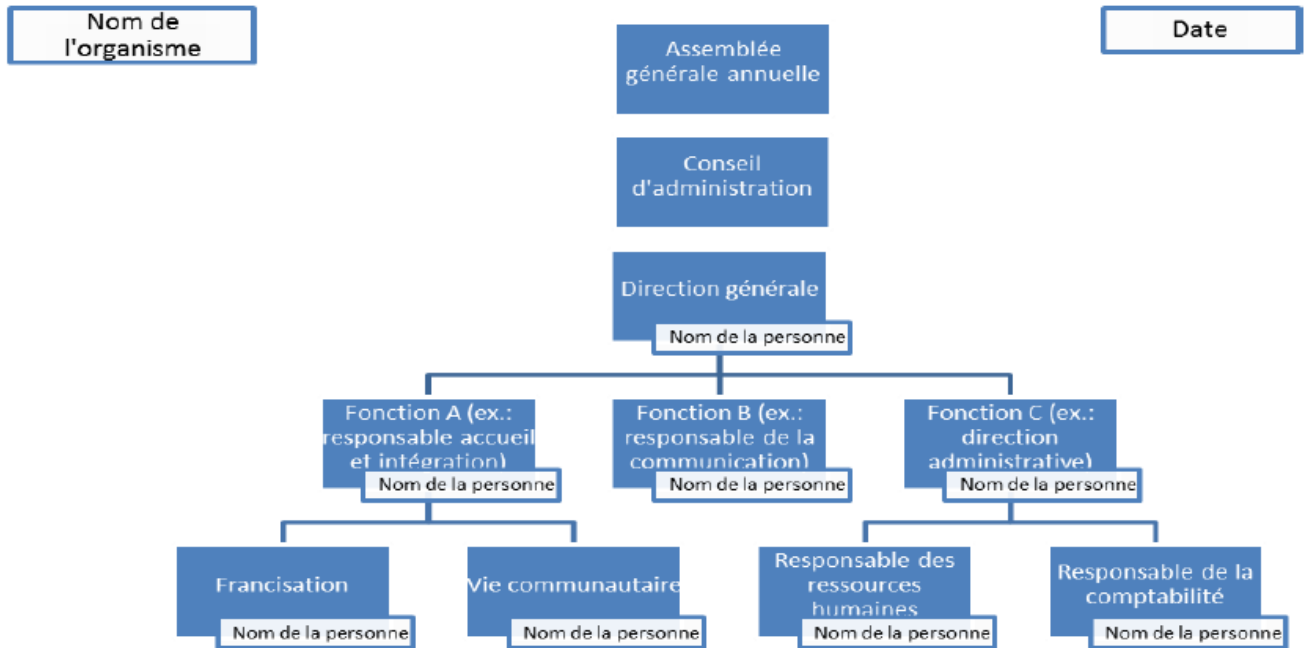 Nom de
l'organisme
Date
Assemblée
générale annuelle
Conseil
d'administration
Direction générale
Nom de la personne
Fonction A (ex.:
responsable accueil
et intégration)
Nom de la personne
Fonction B (ex.:
responsable de la
communication)
Nom de la personne
Fonction C (ex.:
direction
administrative)
Nom de la personne
Francisation
Nom de la personne
Vie communautaire
Nom de la personne
Responsable des
ressources
humaines
Nom de la personne
Responsable de la
comptabilité
Nom de la personne